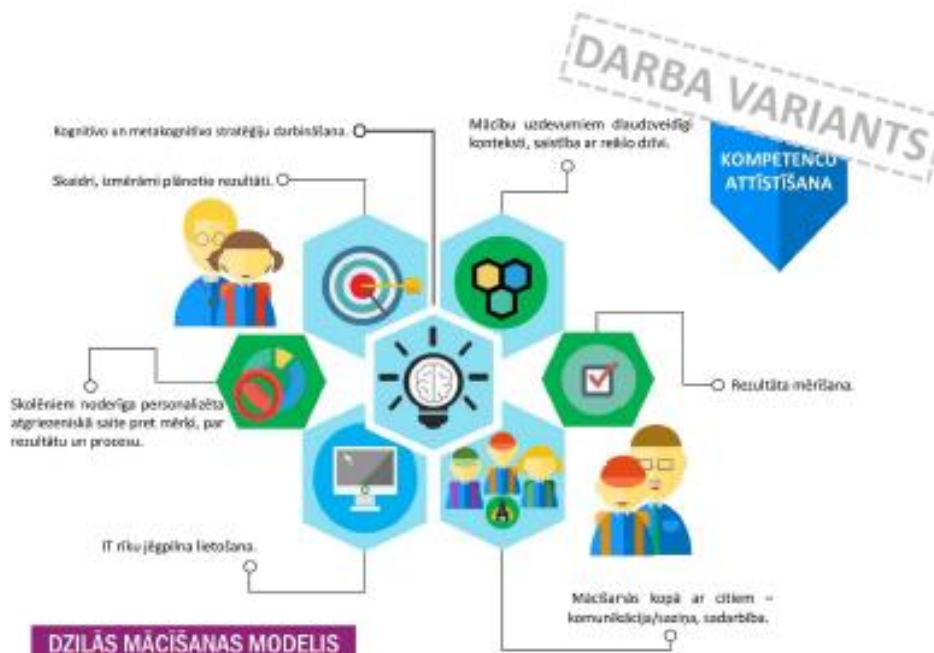 DARBA VARIANTS
KOMPETENČU
ATTĪSTĪŠANA
Kognitīvo un metakognitīvo stratēģiju darbināšana.
Mācību uzdevumiem daudzveidīgi
konteksti, saistība ar reālo dzīvi.
Skaidri, izmērāmi plānotie rezultāti.
Rezultāta mērīšana.
Skolēniem noderīga personalizēta
atgriezeniskā saite pret mērķi, par
rezultātu un procesu.
IT rīku jēgpilna lietošana.
Mācīšanās kopā ar citiem –
komunikācija/saziņa, sadarbība.
DZIĻĀS MĀCĪŠANAS MODELIS